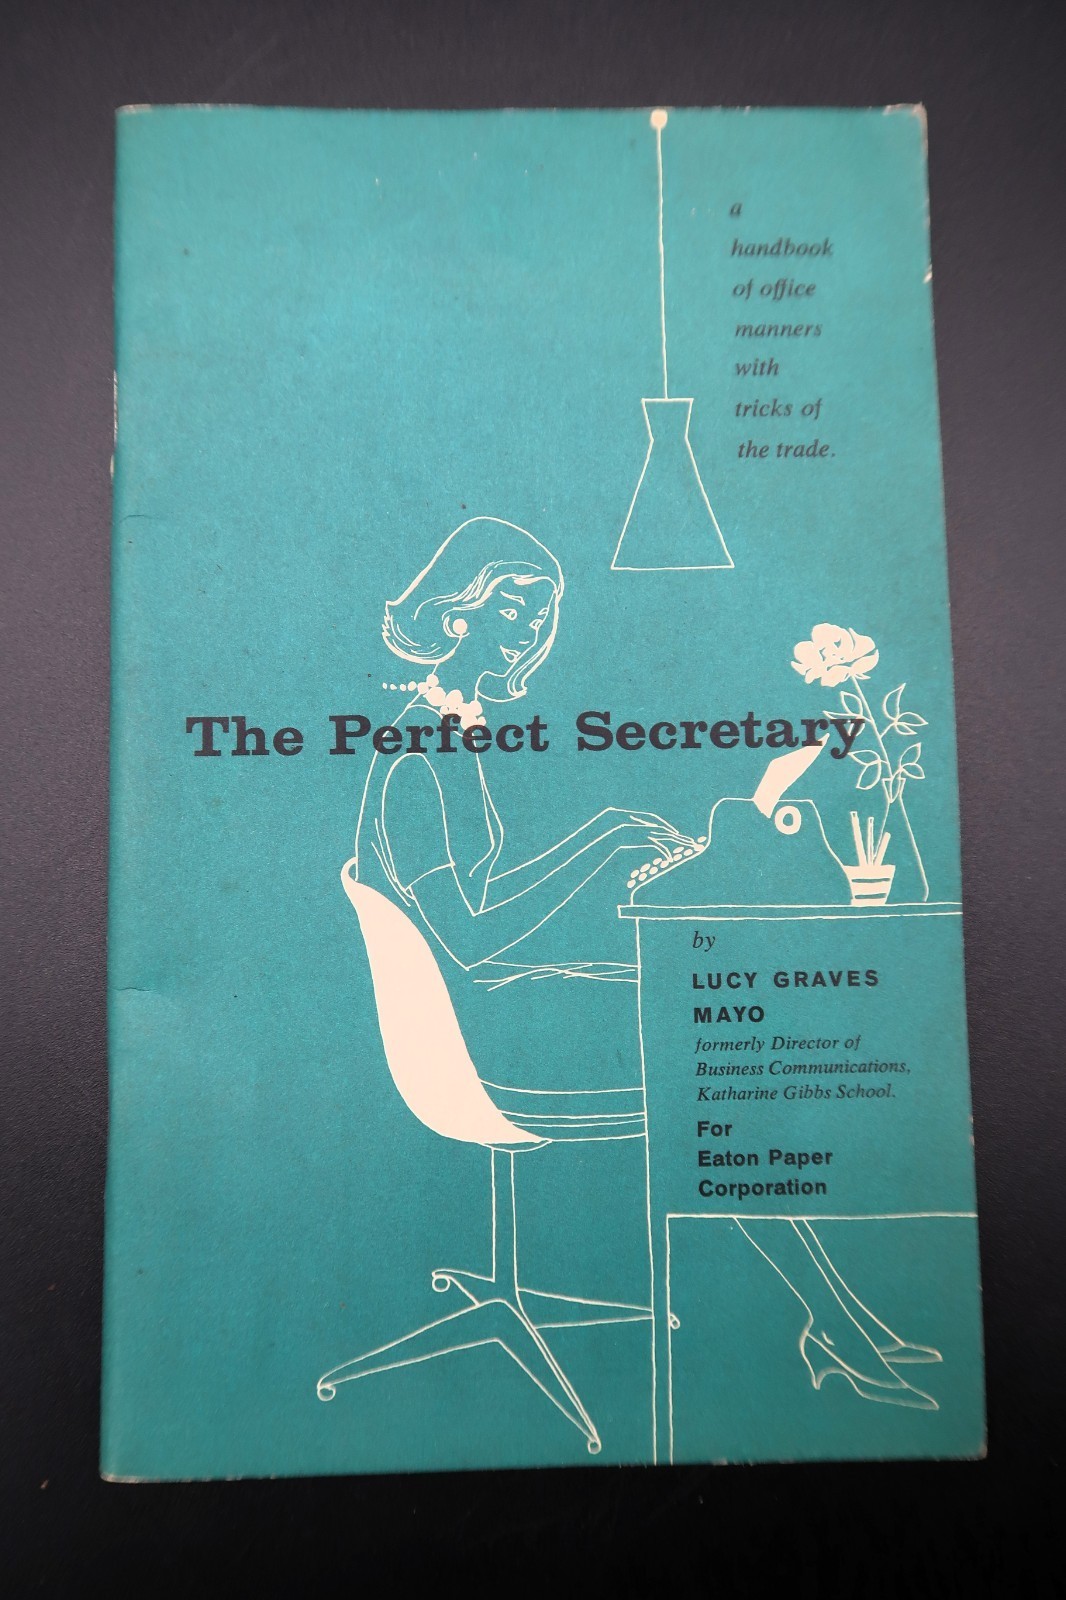 a
handbook
of office
manners
with
tricks of
the trade.
The Perfect Secretary
by
LUCY GRAVES
MAYO
formerly Director of
Business Communications,
Katharine Gibbs School.
For
Eaton Paper
Corporation